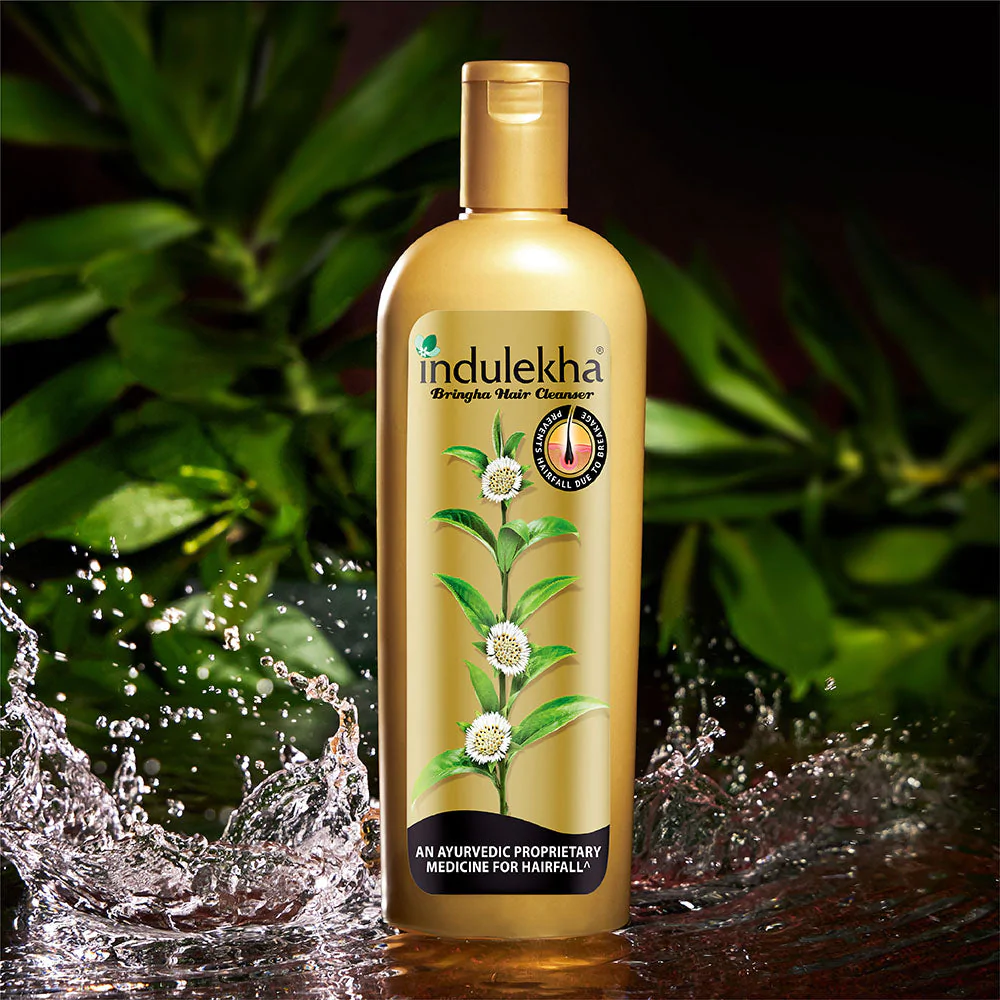 indulekha®
Bringha Hair Cleanser
PREVENTS HAIRFALL DUE TO BREAKAGE
AN AYURVEDIC PROPRIETARY
MEDICINE FOR HAIRFALL^